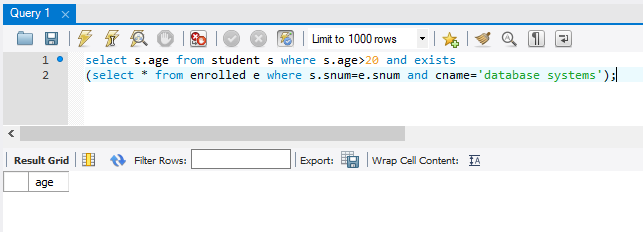 Query 1
Limit to 1000 rows
1 select s.age from student s where s.age>20 and exists
2 (select * from enrolled e where s.snum=e.snum and cname='database systems');
Result Grid Filter Rows: Export: Wrap Cell Content:
age